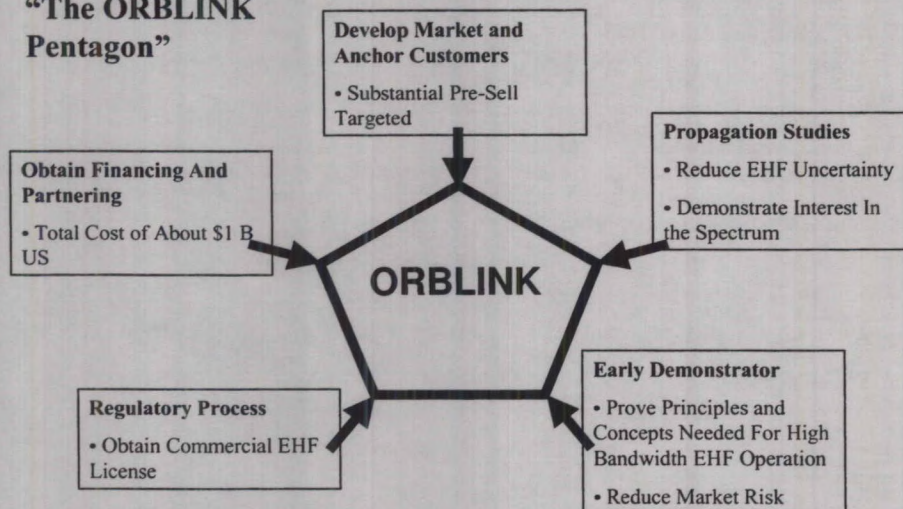 “The ORBLINK
Pentagon”
Develop Market and
Anchor Customers
• Substantial Pre-Sell
Targeted
Propagation Studies
• Reduce EHF Uncertainty
• Demonstrate Interest In
the Spectrum
Obtain Financing And
Partnering
• Total Cost of About $1 B
US
ORBLINK
Early Demonstrator
• Prove Principles and
Concepts Needed For High
Bandwidth EHF Operation
• Reduce Market Risk
Regulatory Process
• Obtain Commercial EHF
License